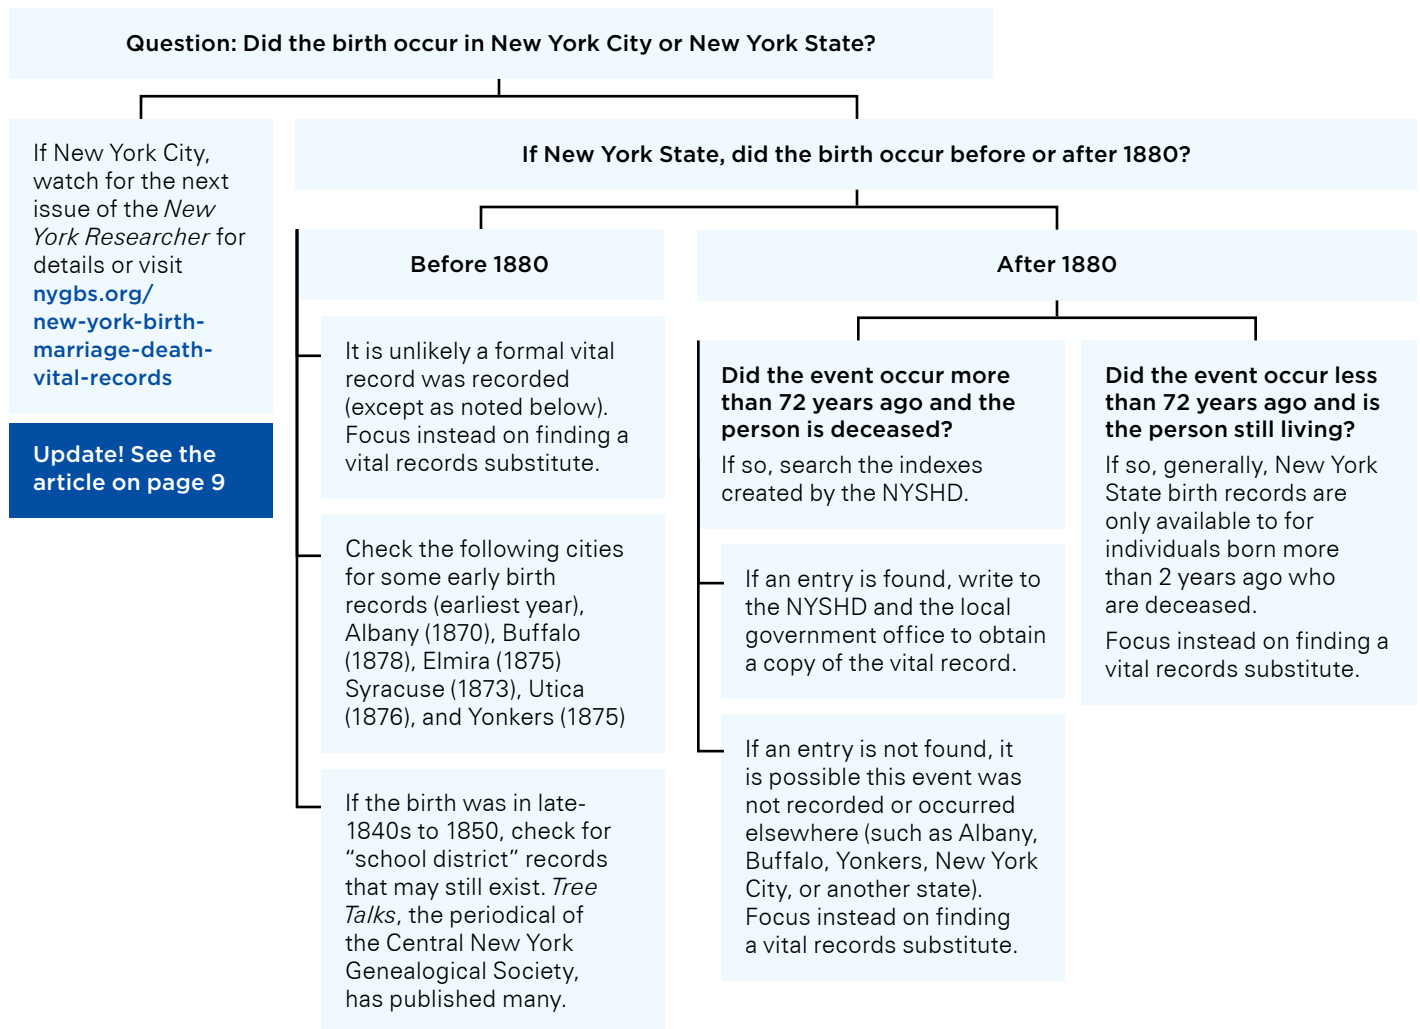 Question: Did the birth occur in New York City or New York State?
If New York City,
watch for the next
issue of the New
York Researcher for
details or visit
nygbs.org/
new-york-birth-
marriage-death-
vital-records
Update! See the
article on page 9
If New York State, did the birth occur before or after 1880?
Before 1880
It is unlikely a formal vital
record was recorded
(except as noted below).
Focus instead on finding a
vital records substitute.
Check the following cities
for some early birth
records (earliest year),
Albany (1870), Buffalo
(1878), Elmira (1875)
Syracuse (1873), Utica
(1876), and Yonkers (1875)
If the birth was in late-
1840s to 1850, check for
“school district” records
that may still exist. Tree
Talks, the periodical of
the Central New York
Genealogical Society,
has published many.
After 1880
Did the event occur more
than 72 years ago and the
person is deceased?
If so, search the indexes
created by the NYSHD.
If an entry is found, write to
the NYSHD and the local
government office to obtain
a copy of the vital record.
If an entry is not found, it
is possible this event was
not recorded or occurred
elsewhere (such as Albany,
Buffalo, Yonkers, New York
City, or another state).
Focus instead on finding
a vital records substitute.
Did the event occur less
than 72 years ago and is
the person still living?
If so, generally, New York
State birth records are
only available to for
individuals born more
than 2 years ago who
are deceased.
Focus instead on finding a
vital records substitute.